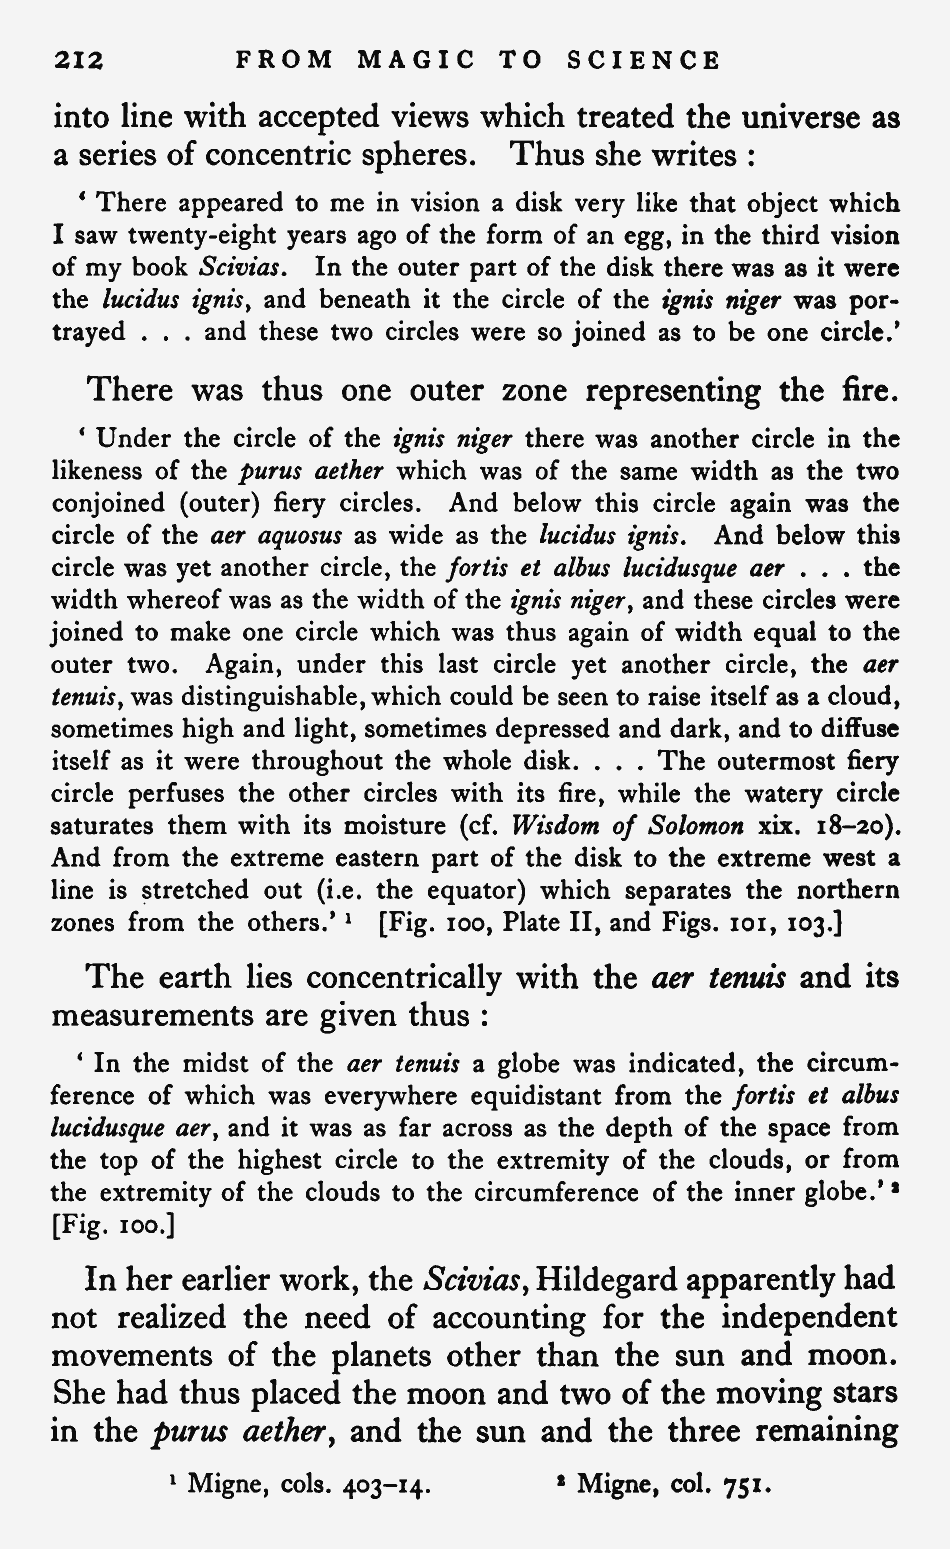 212 FROM MAGIC TO SCIENCE
into line with accepted views which treated the universe as
a series of concentric spheres. Thus she writes :
‘ There appeared to me in vision a disk very like that object which
I saw twenty-eight years ago of the form of an egg, in the third vision
of my book Scivias. In the outer part of the disk there was as it were
the lucidus ignis, and beneath it the circle of the ignis niger was por-
trayed . . . and these two circles were so joined as to be one circle.’
There was thus one outer zone representing the fire.
‘ Under the circle of the ignis niger there was another circle in the
likeness of the purus aether which was of the same width as the two
conjoined (outer) fiery circles. And below this circle again was the
circle of the aer aquosus as wide as the lucidus ignis. And below this
circle was yet another circle, the fortis et albus lucidusque aer . . . the
width whereof was as the width of the ignis niger, and these circles were
joined to make one circle which was thus again of width equal to the
outer two. Again, under this last circle yet another circle, the aer
tenuis, was distinguishable, which could be seen to raise itself as a cloud,
sometimes high and light, sometimes depressed and dark, and to diffuse
itself as it were throughout the whole disk. . . . The outermost fiery
circle perfuses the other circles with its fire, while the watery circle
saturates them with its moisture (cf. Wisdom of Solomon xix. 18–20).
And from the extreme eastern part of the disk to the extreme west a
line is stretched out (i.e. the equator) which separates the northern
zones from the others.’ ¹ [Fig. 100, Plate II, and Figs. 101, 103.]
The earth lies concentrically with the aer tenuis and its
measurements are given thus :
‘ In the midst of the aer tenuis a globe was indicated, the circum-
ference of which was everywhere equidistant from the fortis et albus
lucidusque aer, and it was as far across as the depth of the space from
the top of the highest circle to the extremity of the clouds, or from
the extremity of the clouds to the circumference of the inner globe.’ ²
[Fig. 100.]
In her earlier work, the Scivias, Hildegard apparently had
not realized the need of accounting for the independent
movements of the planets other than the sun and moon.
She had thus placed the moon and two of the moving stars
in the purus aether, and the sun and the three remaining
¹ Migne, cols. 403–14. ² Migne, col. 751.